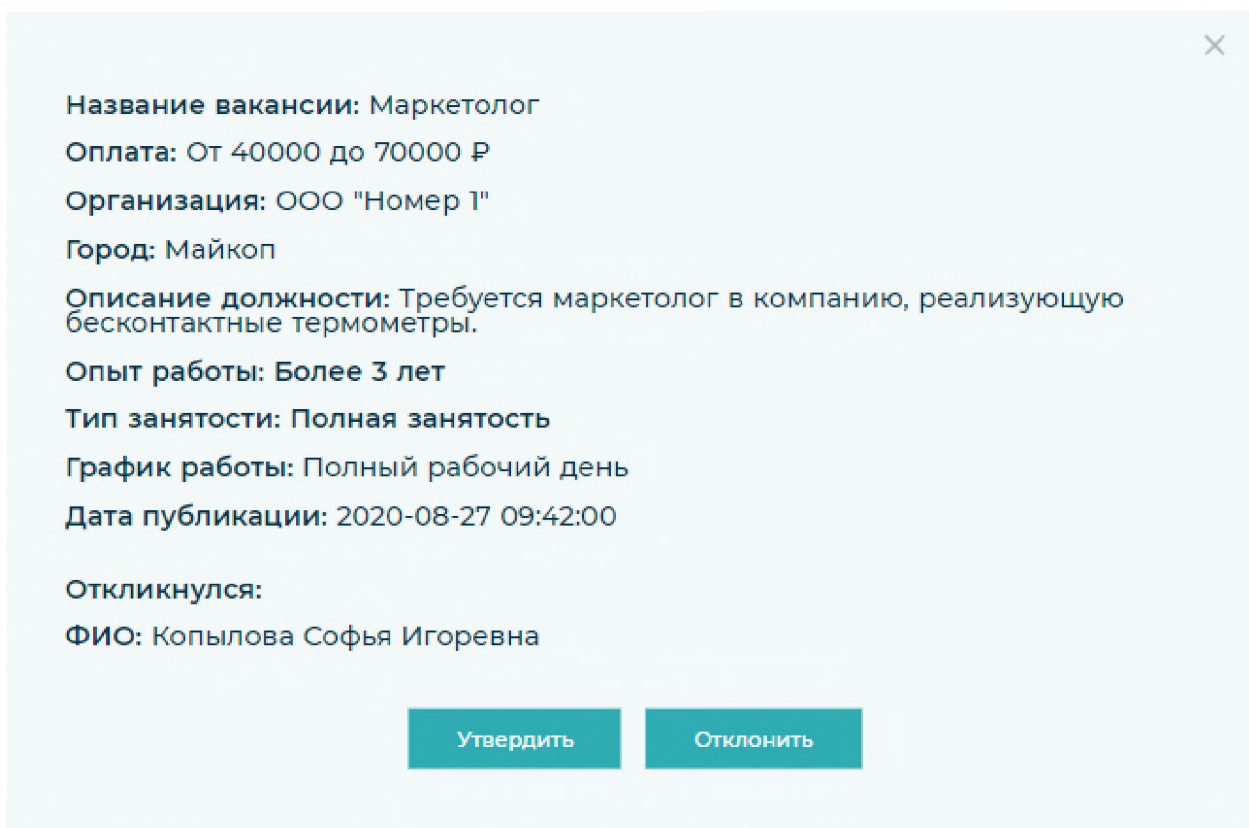 Название вакансии: Маркетолог
Оплата: От 40000 до 70000 ₽
Организация: ООО "Номер 1"
Город: Майкоп
Описание должности: Требуется маркетолог в компанию, реализующую
бесконтактные термометры.
Опыт работы: Более 3 лет
Тип занятости: Полная занятость
График работы: Полный рабочий день
Дата публикации: 2020-08-27 09:42:00
Откликнулся:
ФИО: Копылова Софья Игоревна
Утвердить Отклонить